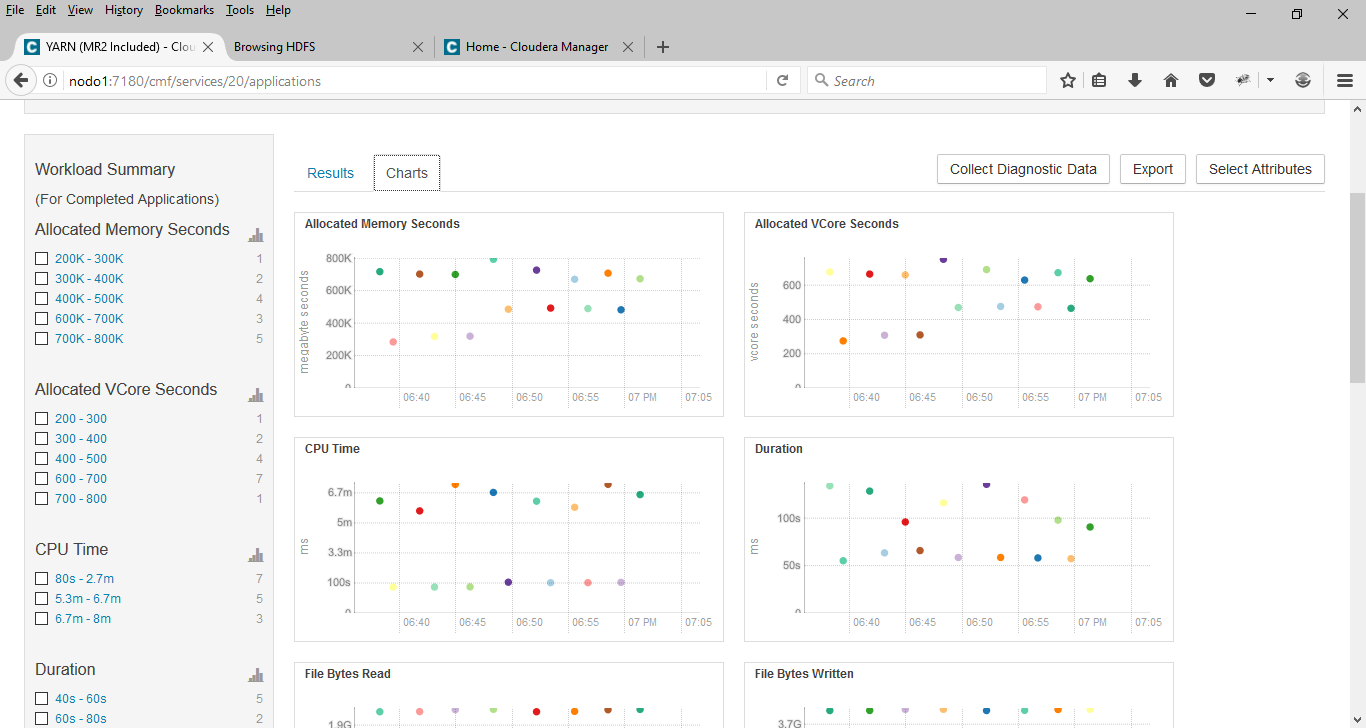 File Edit View History Bookmarks Tools Help
YARN (MR2 Included) - Clou
Browsing HDFS
Home - Cloudera Manager
nodo1:7180/cmf/services/20/applications
Search
Workload Summary
(For Completed Applications)
Allocated Memory Seconds
200K - 300K 1
300K - 400K 2
400K - 500K 4
600K - 700K 3
700K - 800K 5
Allocated VCore Seconds
200 - 300 1
300 - 400 2
400 - 500 4
600 - 700 7
700 - 800 1
CPU Time
80s - 2.7m 7
5.3m - 6.7m 5
6.7m - 8m 3
Duration
40s - 60s 5
60s - 80s 2
Results Charts
Collect Diagnostic Data Export Select Attributes
Allocated Memory Seconds
megabyte seconds
800K
600K
400K
200K
0
06:40 06:45 06:50 06:55 07 PM 07:05
Allocated VCore Seconds
vcore seconds
600
400
200
0
06:40 06:45 06:50 06:55 07 PM 07:05
CPU Time
ms
6.7m
5m
3.3m
100s
0
06:40 06:45 06:50 06:55 07 PM 07:05
Duration
ms
100s
50s
0
06:40 06:45 06:50 06:55 07 PM 07:05
File Bytes Read
1.9G
File Bytes Written
3.7G